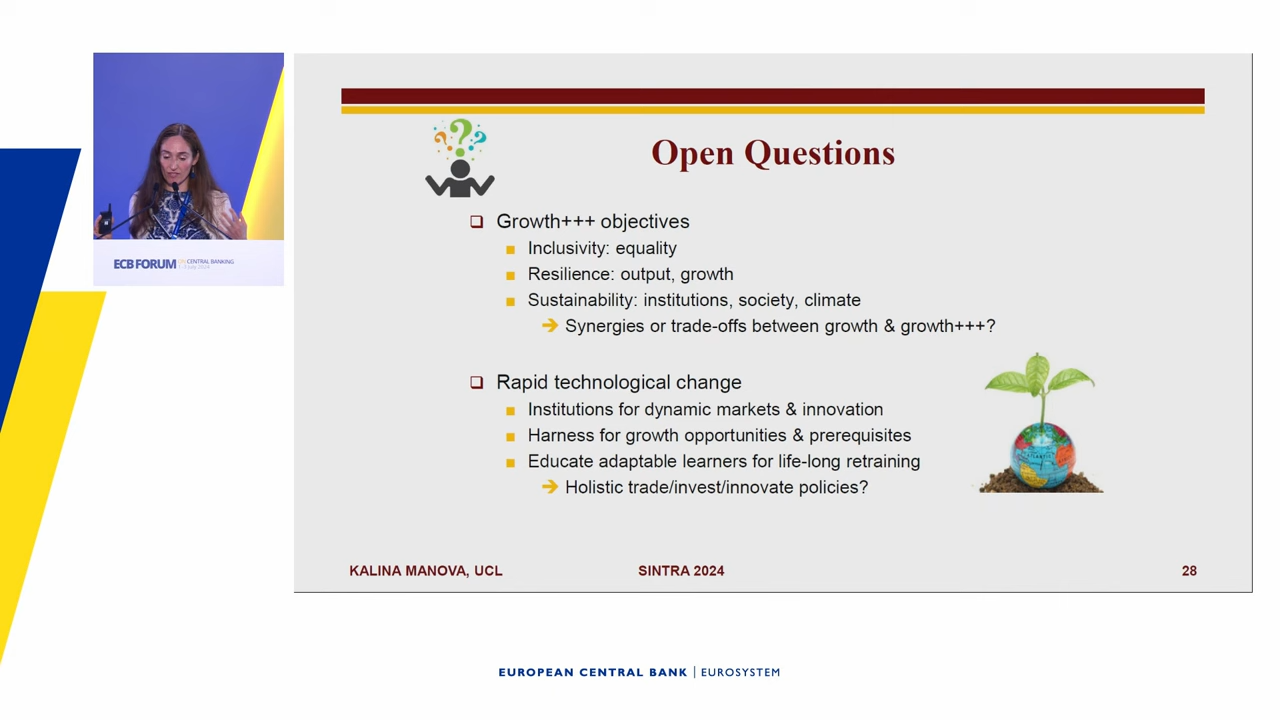 Open Questions
Growth+++ objectives
Inclusivity: equality
Resilience: output, growth
Sustainability: institutions, society, climate
Synergies or trade-offs between growth & growth+++?
Rapid technological change
Institutions for dynamic markets & innovation
Harness for growth opportunities & prerequisites
Educate adaptable learners for life-long retraining
Holistic trade/invest/innovate policies?
KALINA MANOVA, UCL SINTRA 2024 28
ECB FORUM
CENTRAL BANKING
EUROPEAN CENTRAL BANK | EUROSYSTEM